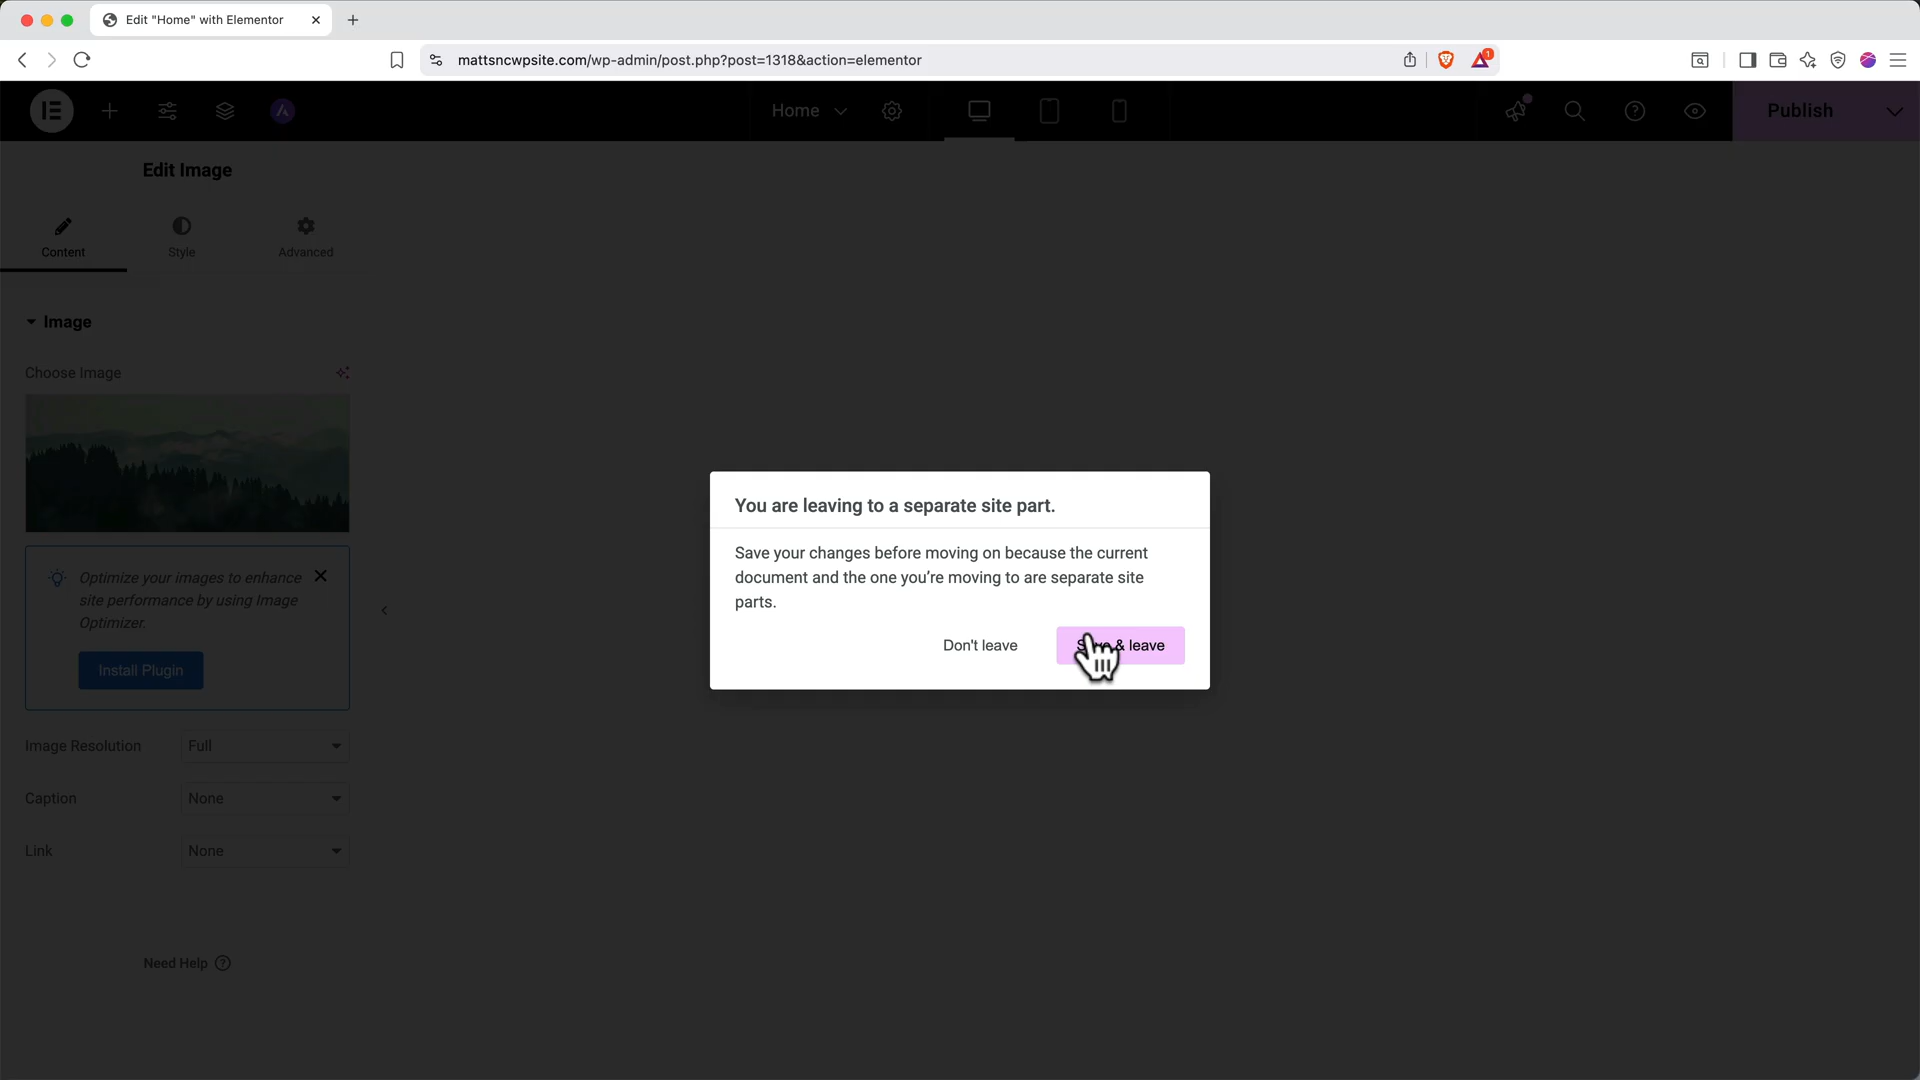 Edit "Home" with Elementor
mattsncwpsite.com/wp-admin/post.php?post=1318&action=elementor
1
Home
Publish
Edit Image
Content
Style
Advanced
Image
Choose Image
Optimize your images to enhance
site performance by using Image
Optimizer.
Install Plugin
Image Resolution
Full
Caption
None
Link
None
Need Help
You are leaving to a separate site part.
Save your changes before moving on because the current
document and the one you’re moving to are separate site
parts.
Don't leave
& leave